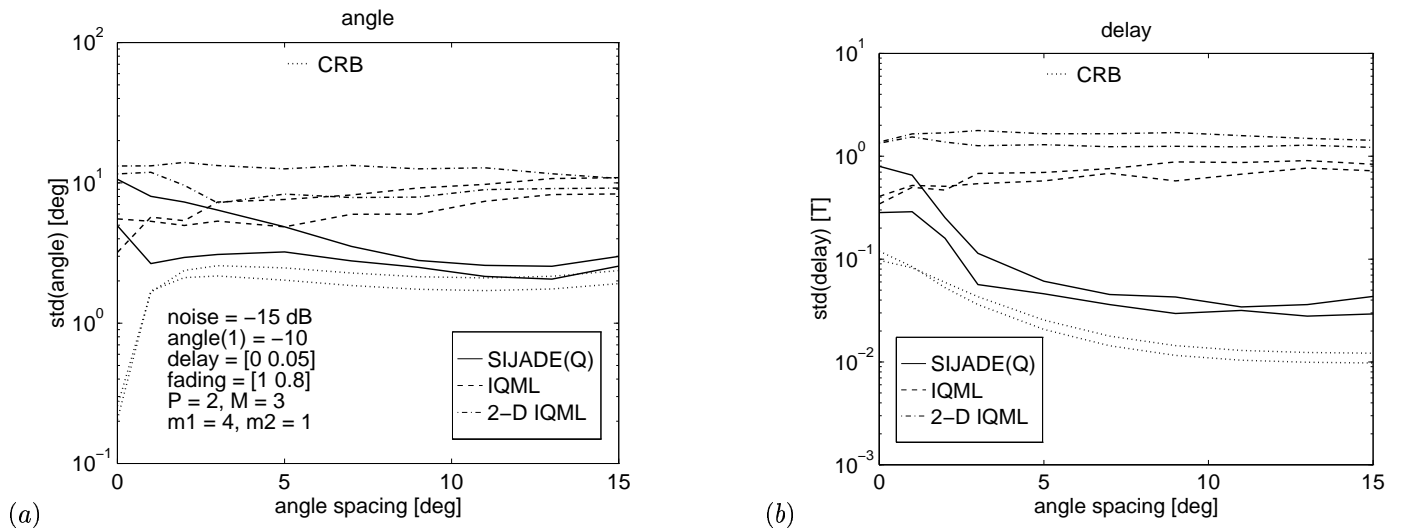 angle
10^2
10^1
10^0
10^−1
std(angle) [deg]
CRB
noise = −15 dB
angle(1) = −10
delay = [0 0.05]
fading = [1 0.8]
P = 2, M = 3
m1 = 4, m2 = 1
SIJADE(Q)
IQML
2−D IQML
0 5 10 15
angle spacing [deg]
(a)
delay
10^1
10^0
10^−1
10^−2
10^−3
std(delay) [T]
CRB
SIJADE(Q)
IQML
2−D IQML
0 5 10 15
angle spacing [deg]
(b)